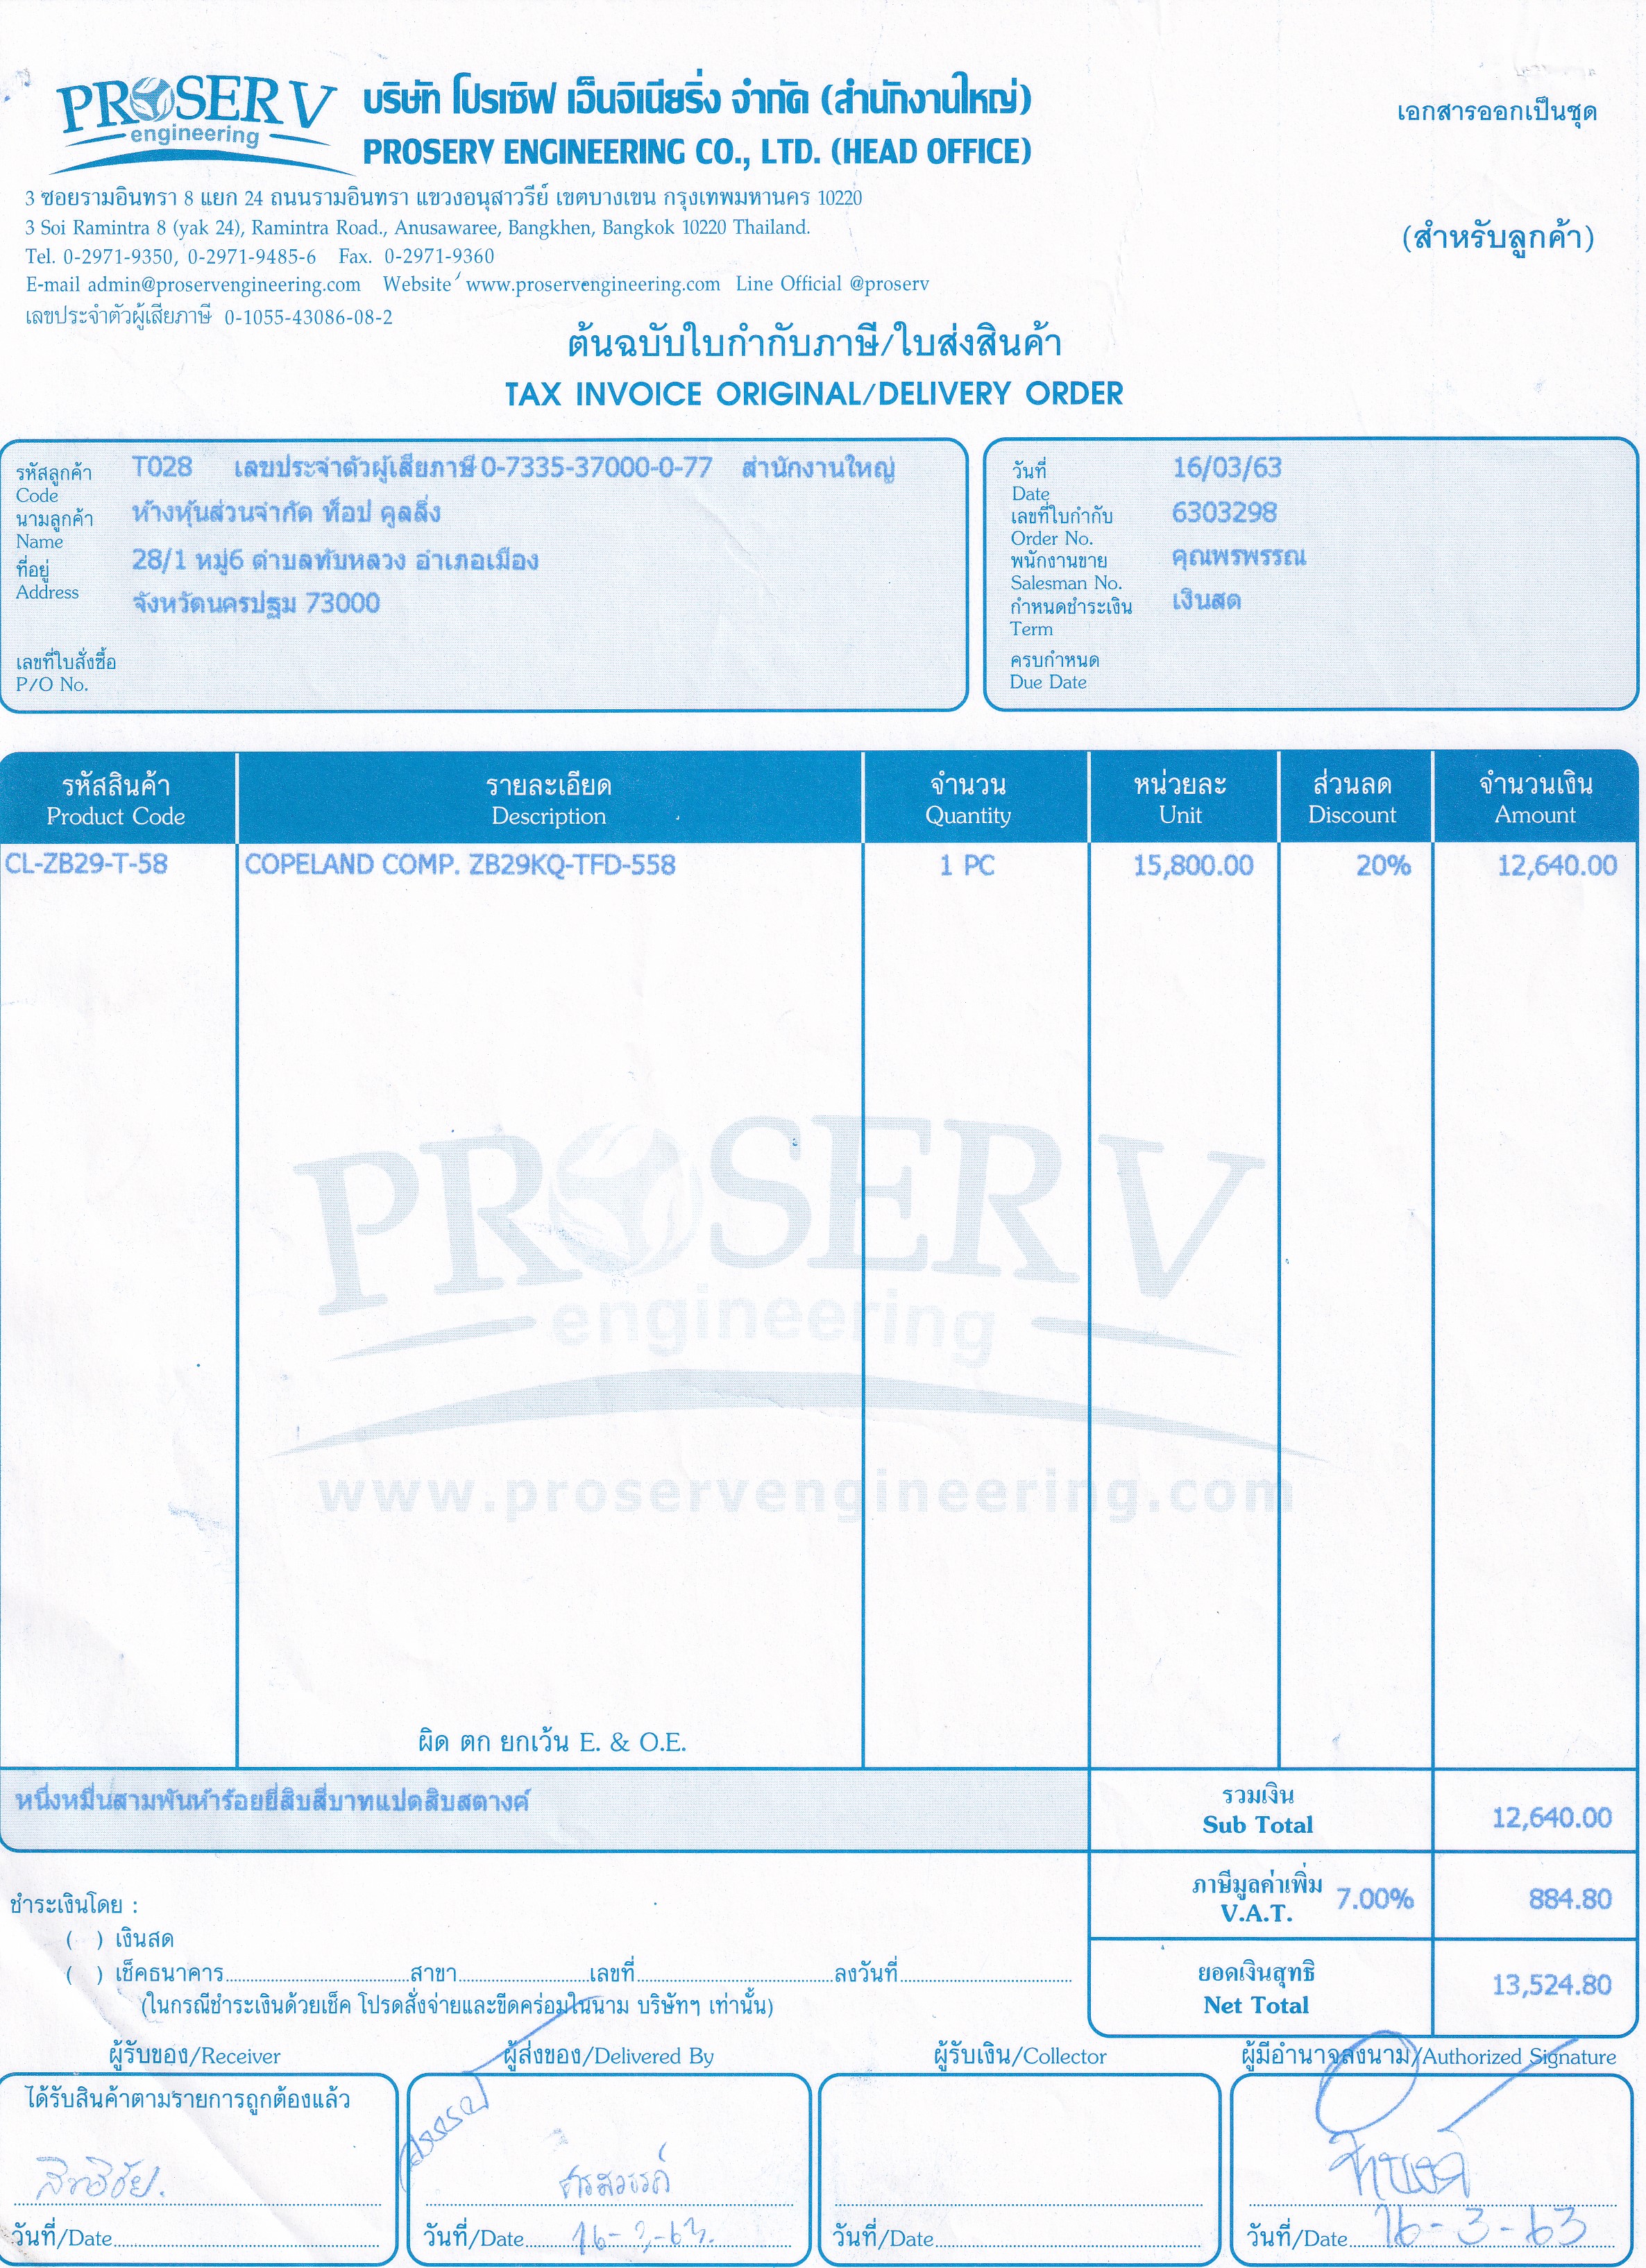 PROSERV
engineering
บริษัท โปรเซิฟ เอ็นจิเนียริ่ง จำกัด (สำนักงานใหญ่)
PROSERV ENGINEERING CO., LTD. (HEAD OFFICE)
เอกสารออกเป็นชุด
(สำหรับลูกค้า)
3 ซอยรามอินทรา 8 แยก 24 ถนนรามอินทรา แขวงอนุสาวรีย์ เขตบางเขน กรุงเทพมหานคร 10220
3 Soi Ramintra 8 (yak 24), Ramintra Road., Anusawaree, Bangkhen, Bangkok 10220 Thailand.
Tel. 0-2971-9350, 0-2971-9485-6 Fax. 0-2971-9360
E-mail admin@proservengineering.com Website www.proservengineering.com Line Official @proserv
เลขประจำตัวผู้เสียภาษี 0-1055-43086-08-2
ต้นฉบับใบกำกับภาษี/ใบส่งสินค้า
TAX INVOICE ORIGINAL/DELIVERY ORDER
รหัสลูกค้า T028 เลขประจำตัวผู้เสียภาษี 0-7335-37000-0-77 สำนักงานใหญ่
Code
นามลูกค้า ห้างหุ้นส่วนจำกัด ท็อป คูลลิ่ง
Name
ที่อยู่ 28/1 หมู่6 ตำบลทับหลวง อำเภอเมือง
Address จังหวัดนครปฐม 73000
เลขที่ใบสั่งซื้อ
P/O No.
วันที่ 16/03/63
Date
เลขที่ใบกำกับ 6303298
Order No.
พนักงานขาย คุณพรพรรณ
Salesman No.
กำหนดชำระเงิน เงินสด
Term
ครบกำหนด
Due Date
รหัสสินค้า รายละเอียด จำนวน หน่วยละ ส่วนลด จำนวนเงิน
Product Code Description Quantity Unit Discount Amount
CL-ZB29-T-58 COPELAND COMP. ZB29KQ-TFD-558 1 PC 15,800.00 20% 12,640.00
PROSERV
engineering
www.proservengineering.com
ผิด ตก ยกเว้น E. & O.E.
หนึ่งหมื่นสามพันห้าร้อยยี่สิบสี่บาทแปดสิบสตางค์
รวมเงิน
Sub Total 12,640.00
ภาษีมูลค่าเพิ่ม
V.A.T. 7.00% 884.80
ยอดเงินสุทธิ
Net Total 13,524.80
ชำระเงินโดย :
( ) เงินสด
( ) เช็คธนาคาร สาขา เลขที่ ลงวันที่
(ในกรณีชำระเงินด้วยเช็ค โปรดสั่งจ่ายและขีดคร่อมในนาม บริษัทฯ เท่านั้น)
ผู้รับของ/Receiver ผู้ส่งของ/Delivered By ผู้รับเงิน/Collector ผู้มีอำนาจลงนาม/Authorized Signature
ได้รับสินค้าตามรายการถูกต้องแล้ว
สิทธิชัย.
วันที่/Date วันที่/Date 16-3-63. วันที่/Date วันที่/Date 16-3-63